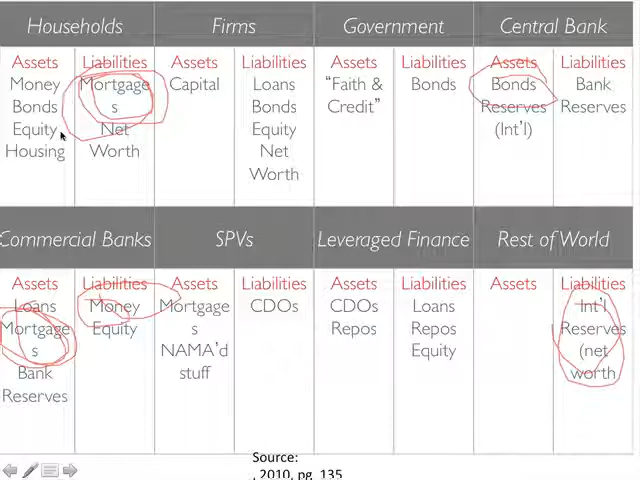 Households Firms Government Central Bank
Assets Liabilities Assets Liabilities Assets Liabilities Assets Liabilities
Money Mortgage Capital Loans “Faith & Bonds Bonds Bank
Bonds s Bonds Credit” Reserves Reserves
Equity Net Equity (Int’l)
Housing Worth Net
Worth
Commercial Banks SPVs Leveraged Finance Rest of World
Assets Liabilities Assets Liabilities Assets Liabilities Assets Liabilities
Loans Money Mortgage CDOs CDOs Loans Int’l
Mortgage Equity s Repos Repos Reserves
s NAMA’d Equity (net
Bank stuff worth
Reserves
Source:
, 2010, pg 135